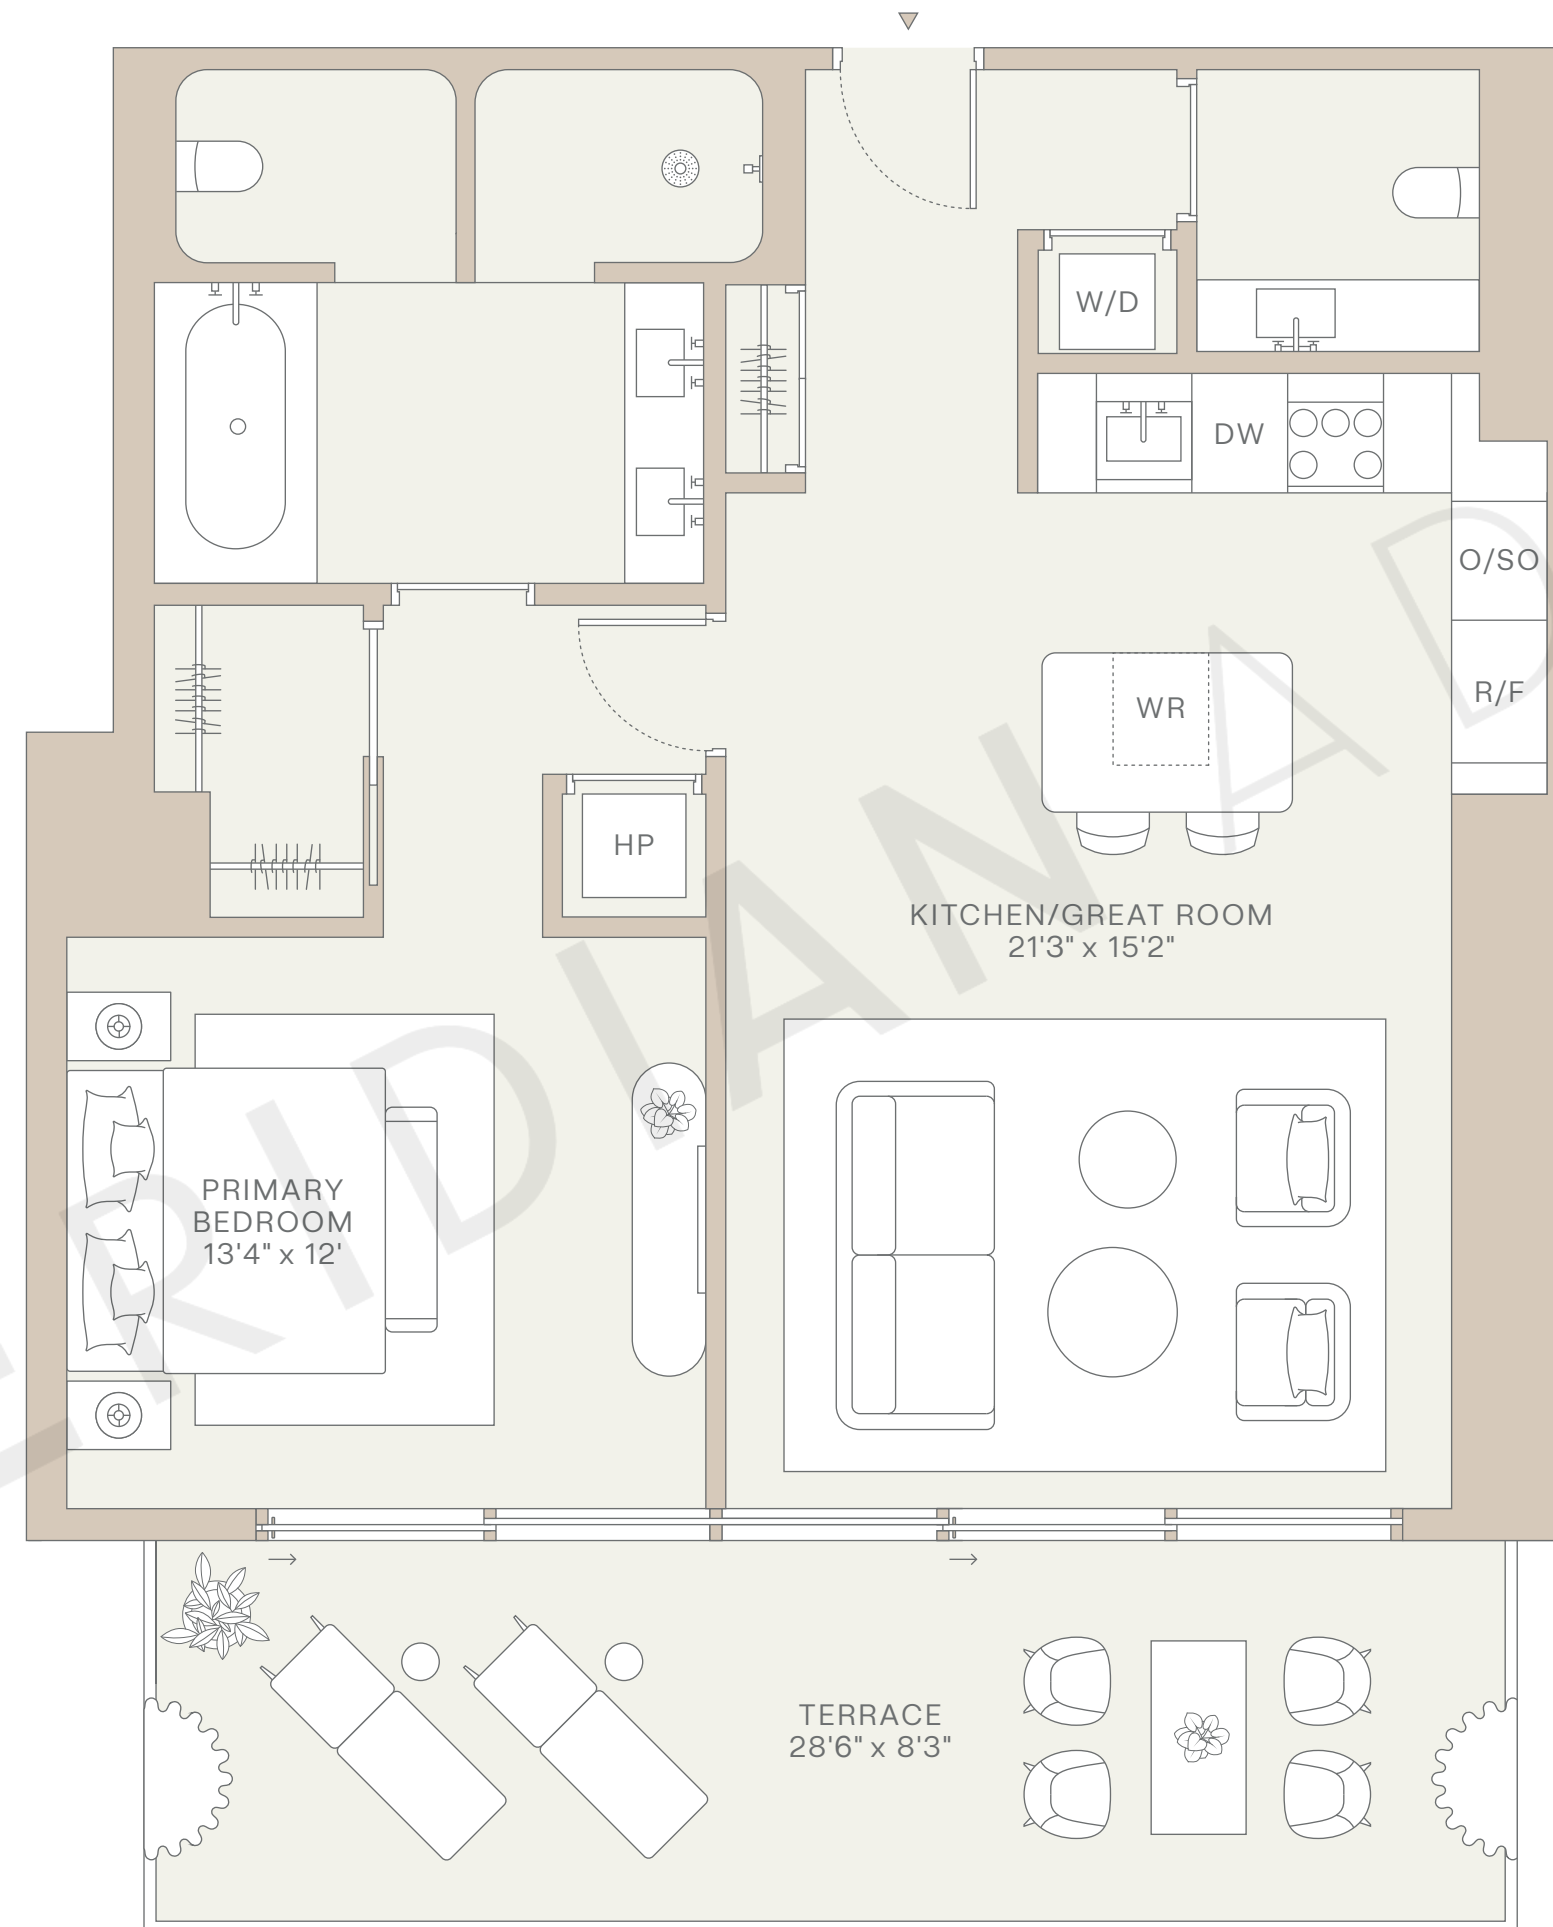 W/D
DW
O/SO
WR
R/F
HP
KITCHEN/GREAT ROOM
21'3" x 15'2"
PRIMARY
BEDROOM
13'4" x 12'
TERRACE
28'6" x 8'3"
ERIDIANA D